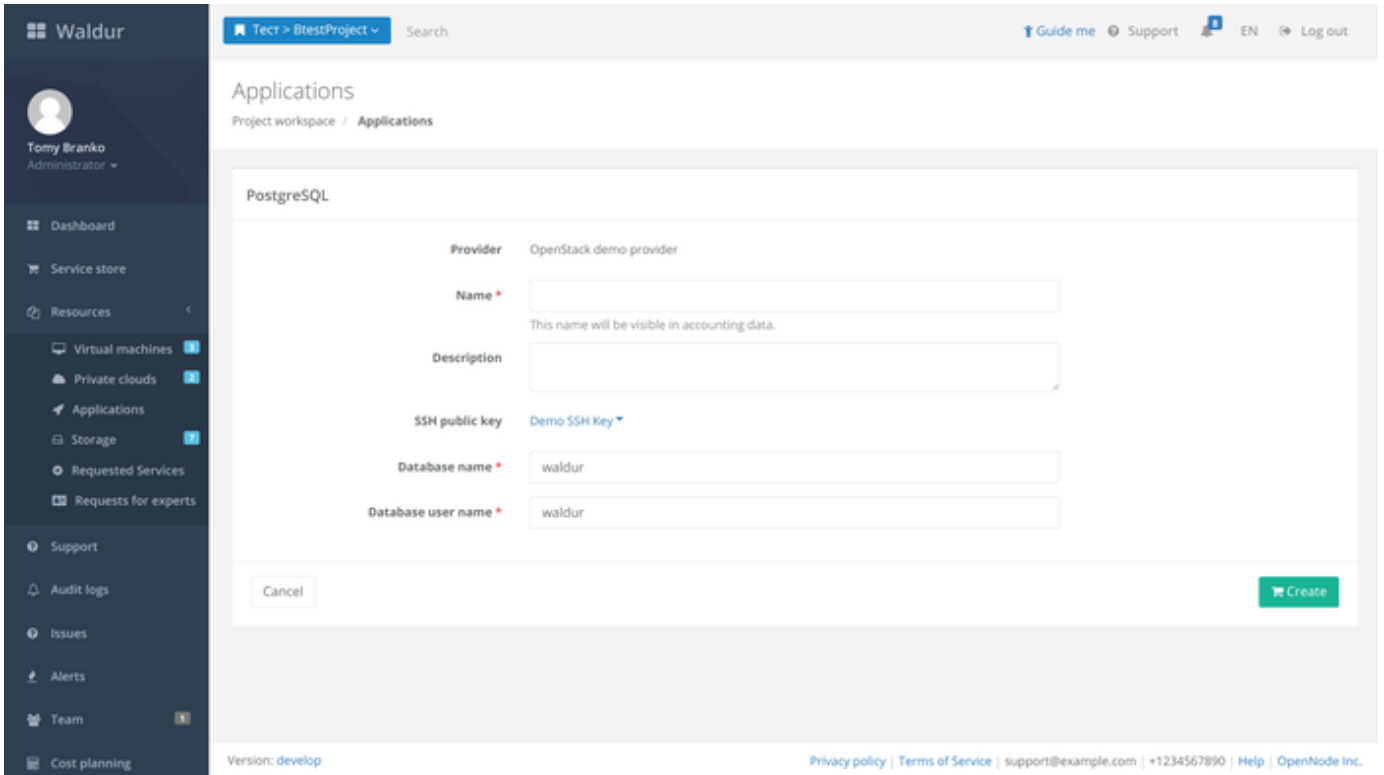 Waldur
Тест > BtestProject
Search
Guide me
Support
EN
Log out
Tomy Branko
Administrator
Applications
Project workspace / Applications
Dashboard
Service store
Resources
Virtual machines 3
Private clouds 2
Applications
Storage 7
Requested Services
Requests for experts
Support
Audit logs
Issues
Alerts
Team 1
Cost planning
PostgreSQL
Provider OpenStack demo provider
Name *
This name will be visible in accounting data.
Description
SSH public key Demo SSH Key
Database name * waldur
Database user name * waldur
Cancel
Create
Version: develop
Privacy policy | Terms of Service | support@example.com | +1234567890 | Help | OpenNode Inc.